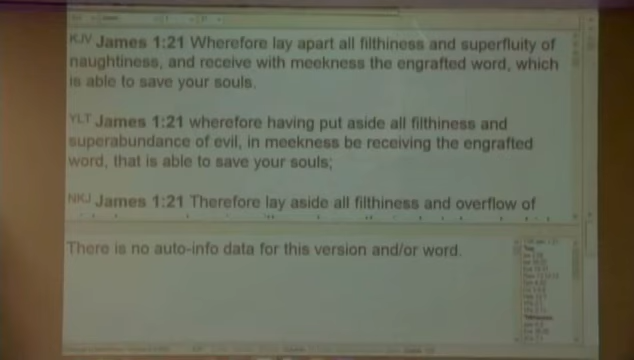 KJV James 1:21 Wherefore lay apart all filthiness and superfluity of
naughtiness, and receive with meekness the engrafted word, which
is able to save your souls.
YLT James 1:21 wherefore having put aside all filthiness and
superabundance of evil, in meekness be receiving the engrafted
word, that is able to save your souls;
NKJ James 1:21 Therefore lay aside all filthiness and overflow of
There is no auto-info data for this version and/or word.